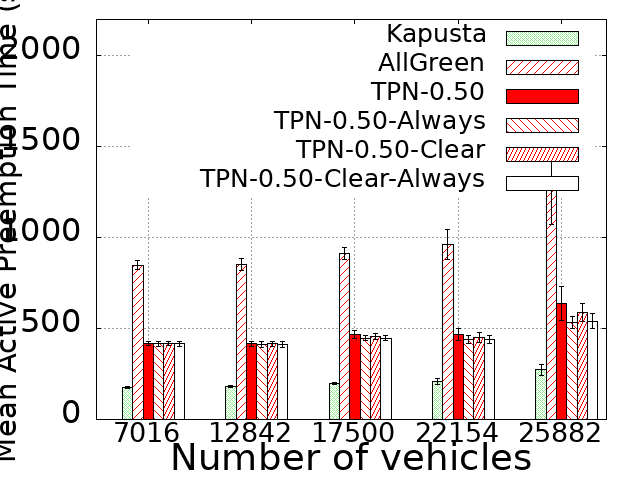 Mean Active Preemption Time (s
2000
1500
1000
500
0
Kapusta
AllGreen
TPN-0.50
TPN-0.50-Always
TPN-0.50-Clear
TPN-0.50-Clear-Always
7016 12842 17500 22154 25882
Number of vehicles